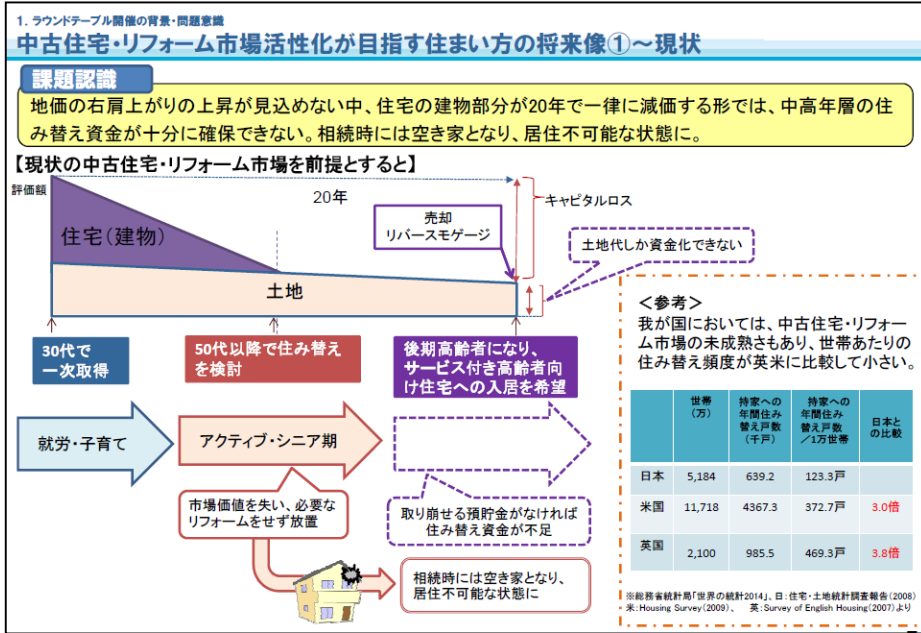 1. ラウンドテーブル開催の背景・問題意識
中古住宅・リフォーム市場活性化が目指す住まい方の将来像①～現状
課題認識
地価の右肩上がりの上昇が見込めない中、住宅の建物部分が20年で一律に減価する形では、中高年層の住
み替え資金が十分に確保できない。相続時には空き家となり、居住不可能な状態に。
【現状の中古住宅・リフォーム市場を前提とすると】
評価額
20年
キャピタルロス
住宅(建物)
売却
リバースモゲージ
土地代しか資金化できない
土地
30代で
一次取得
50代以降で住み替え
を検討
後期高齢者になり、
サービス付き高齢者向
け住宅への入居を希望
就労・子育て
アクティブ・シニア期
市場価値を失い、必要な
リフォームをせず放置
取り崩せる預貯金がなければ
住み替え資金が不足
相続時には空き家となり、
居住不可能な状態に
＜参考＞
我が国においては、中古住宅・リフォー
ム市場の未成熟さもあり、世帯あたりの
住み替え頻度が英米に比較して小さい。
世帯
(万)
持家への
年間住み
替え戸数
(千戸)
持家への
年間住み
替え戸数
/1万世帯
日本と
の比較
日本 5,184 639.2 123.3戸
米国 11,718 4367.3 372.7戸 3.0倍
英国 2,100 985.5 469.3戸 3.8倍
※総務省統計局「世界の統計2014」、日:住宅・土地統計調査報告(2008)
米:Housing Survey(2009)、 英:Survey of English Housing(2007)より